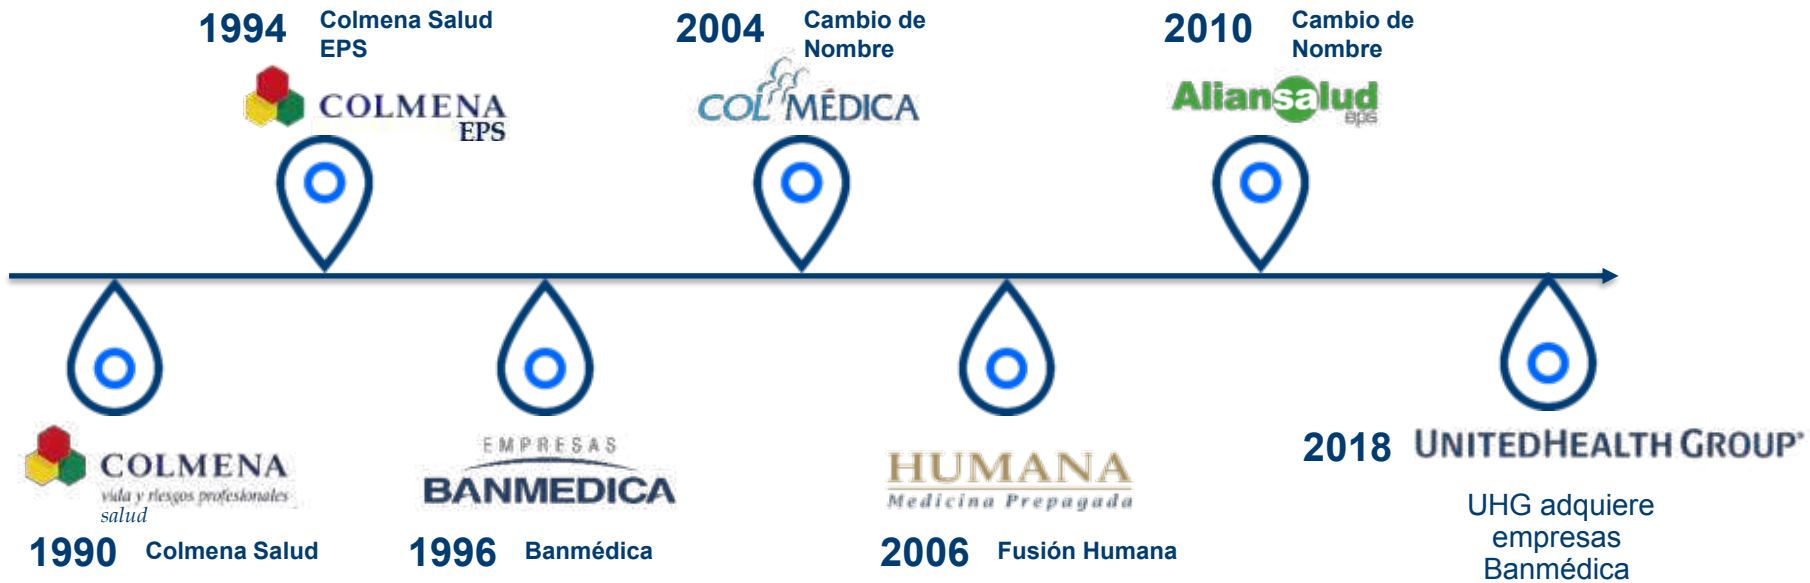 1994 Colmena Salud
EPS
COLMENA
EPS
2004 Cambio de
Nombre
COLMÉDICA
2010 Cambio de
Nombre
Aliansalud
eps
COLMENA
vida y riesgos profesionales
salud
1990 Colmena Salud
EMPRESAS
BANMEDICA
1996 Banmédica
HUMANA
Medicina Prepagada
2006 Fusión Humana
2018 UNITEDHEALTH GROUP®
UHG adquiere
empresas
Banmédica